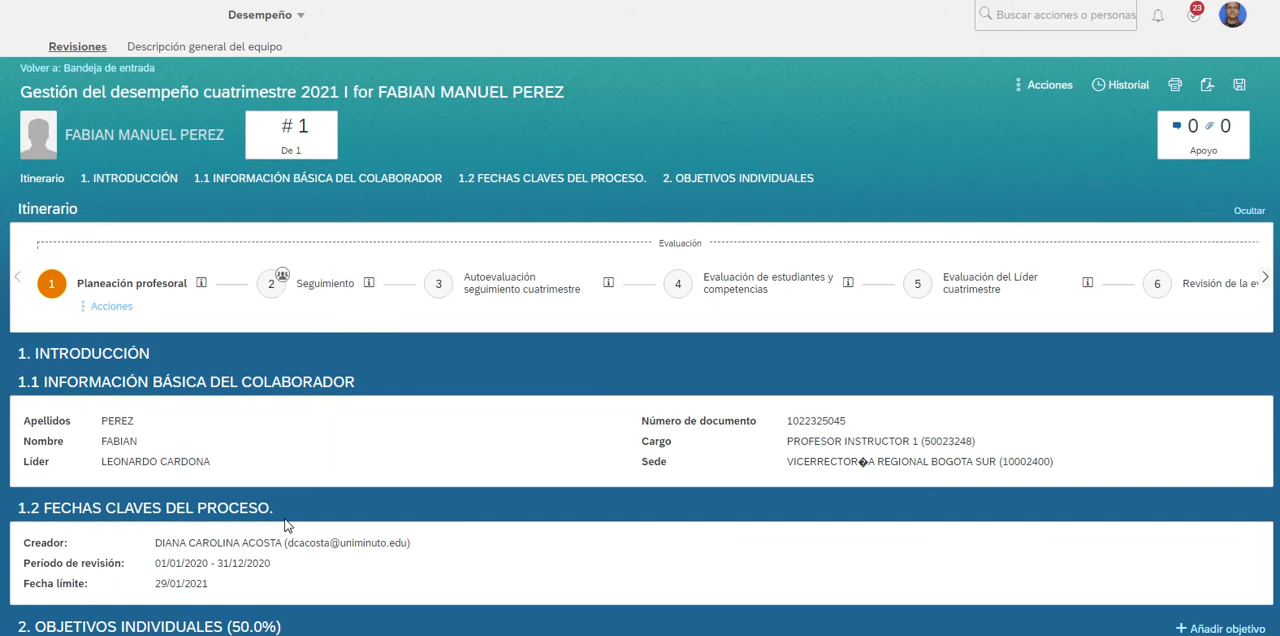 Desempeño
Buscar acciones o personas
23
Revisiones Descripción general del equipo
Volver a: Bandeja de entrada
Gestión del desempeño cuatrimestre 2021 I for FABIAN MANUEL PEREZ
Acciones Historial
FABIAN MANUEL PEREZ
# 1
De 1
0 0
Apoyo
Itinerario 1. INTRODUCCIÓN 1.1 INFORMACIÓN BÁSICA DEL COLABORADOR 1.2 FECHAS CLAVES DEL PROCESO. 2. OBJETIVOS INDIVIDUALES
Itinerario
Ocultar
Evaluación
1 Planeación profesoral
Acciones
2 Seguimiento
3 Autoevaluación
seguimiento cuatrimestre
4 Evaluación de estudiantes y
competencias
5 Evaluación del Líder
cuatrimestre
6 Revisión de la ev
1. INTRODUCCIÓN
1.1 INFORMACIÓN BÁSICA DEL COLABORADOR
Apellidos PEREZ
Nombre FABIAN
Líder LEONARDO CARDONA
Número de documento 1022325045
Cargo PROFESOR INSTRUCTOR 1 (50023248)
Sede VICERRECTOR�A REGIONAL BOGOTA SUR (10002400)
1.2 FECHAS CLAVES DEL PROCESO.
Creador: DIANA CAROLINA ACOSTA (dcacosta@uniminuto.edu)
Período de revisión: 01/01/2020 - 31/12/2020
Fecha límite: 29/01/2021
2. OBJETIVOS INDIVIDUALES (50.0%)
+ Añadir objetivo